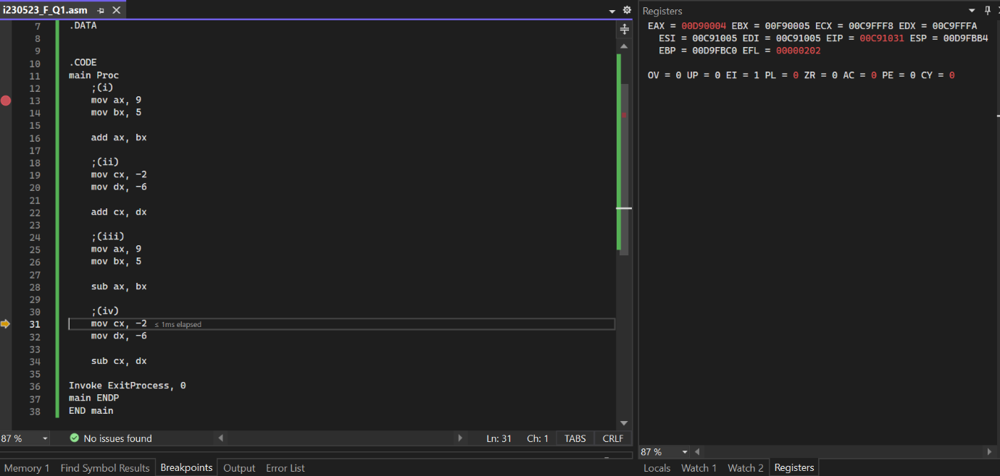 i230523_F_Q1.asm
7 .DATA
8
9
10 .CODE
11 main Proc
12 ;(i)
13 mov ax, 9
14 mov bx, 5
15
16 add ax, bx
17
18 ;(ii)
19 mov cx, -2
20 mov dx, -6
21
22 add cx, dx
23
24 ;(iii)
25 mov ax, 9
26 mov bx, 5
27
28 sub ax, bx
29
30 ;(iv)
31 mov cx, -2 ≤ 1ms elapsed
32 mov dx, -6
33
34 sub cx, dx
35
36 Invoke ExitProcess, 0
37 main ENDP
38 END main
87 % No issues found Ln: 31 Ch: 1 TABS CRLF
Memory 1 Find Symbol Results Breakpoints Output Error List
Registers
EAX = 00D90004 EBX = 00F90005 ECX = 00C9FFF8 EDX = 00C9FFFA
ESI = 00C91005 EDI = 00C91005 EIP = 00C91031 ESP = 00D9FBB4
EBP = 00D9FBC0 EFL = 00000202
OV = 0 UP = 0 EI = 1 PL = 0 ZR = 0 AC = 0 PE = 0 CY = 0
87 %
Locals Watch 1 Watch 2 Registers